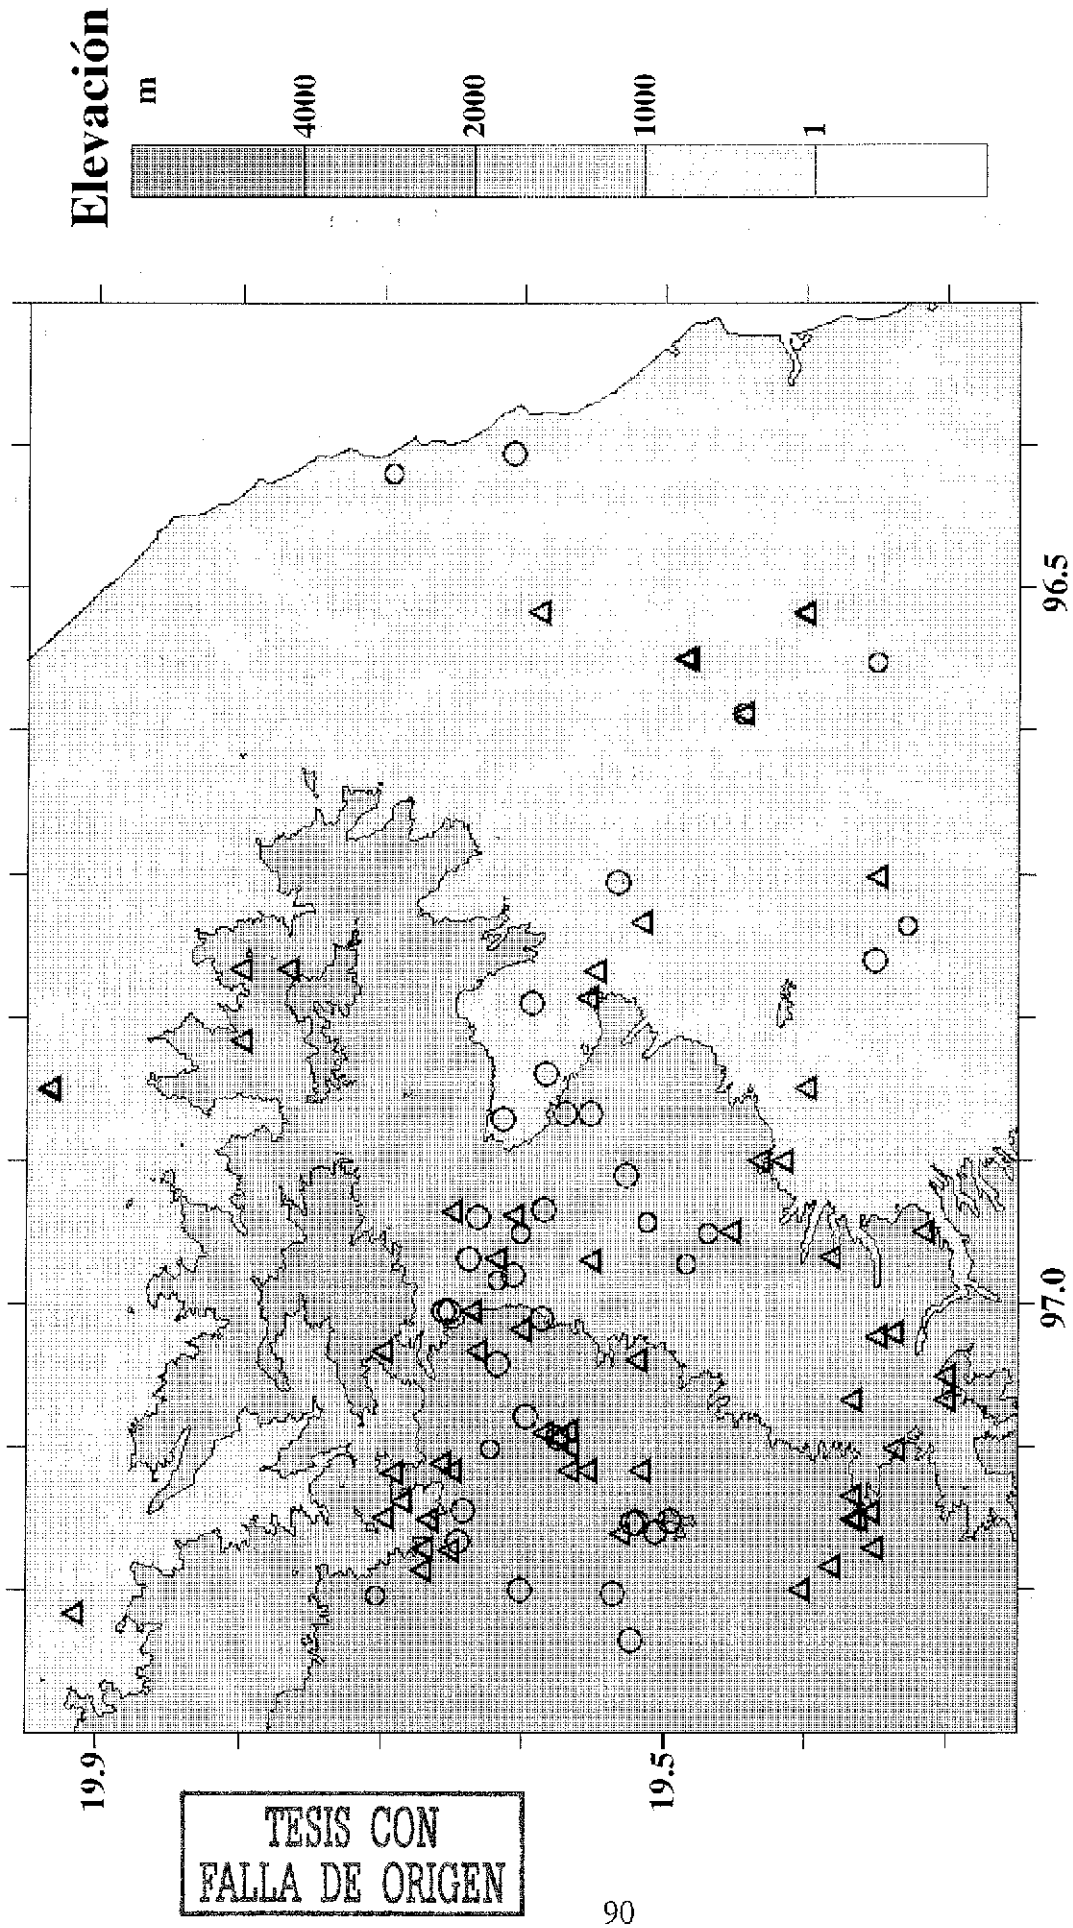 Elevación
m
4000
2000
1000
1
96.5
97.0
19.9
19.5
TESIS CON
FALLA DE ORIGEN
90